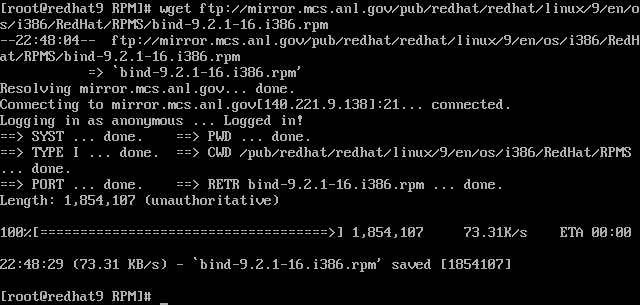 [root@redhat9 RPM]# wget ftp://mirror.mcs.anl.gov/pub/redhat/redhat/linux/9/en/o
s/i386/RedHat/RPMS/bind-9.2.1-16.i386.rpm
--22:48:04--  ftp://mirror.mcs.anl.gov/pub/redhat/redhat/linux/9/en/os/i386/RedH
at/RPMS/bind-9.2.1-16.i386.rpm
           => `bind-9.2.1-16.i386.rpm'
Resolving mirror.mcs.anl.gov... done.
Connecting to mirror.mcs.anl.gov[140.221.9.138]:21... connected.
Logging in as anonymous ... Logged in!
==> SYST ... done.    ==> PWD ... done.
==> TYPE I ... done.  ==> CWD /pub/redhat/redhat/linux/9/en/os/i386/RedHat/RPMS
... done.
==> PORT ... done.    ==> RETR bind-9.2.1-16.i386.rpm ... done.
Length: 1,854,107 (unauthoritative)
100%[====================================>] 1,854,107     73.31K/s    ETA 00:00
22:48:29 (73.31 KB/s) - `bind-9.2.1-16.i386.rpm' saved [1854107]
[root@redhat9 RPM]# _